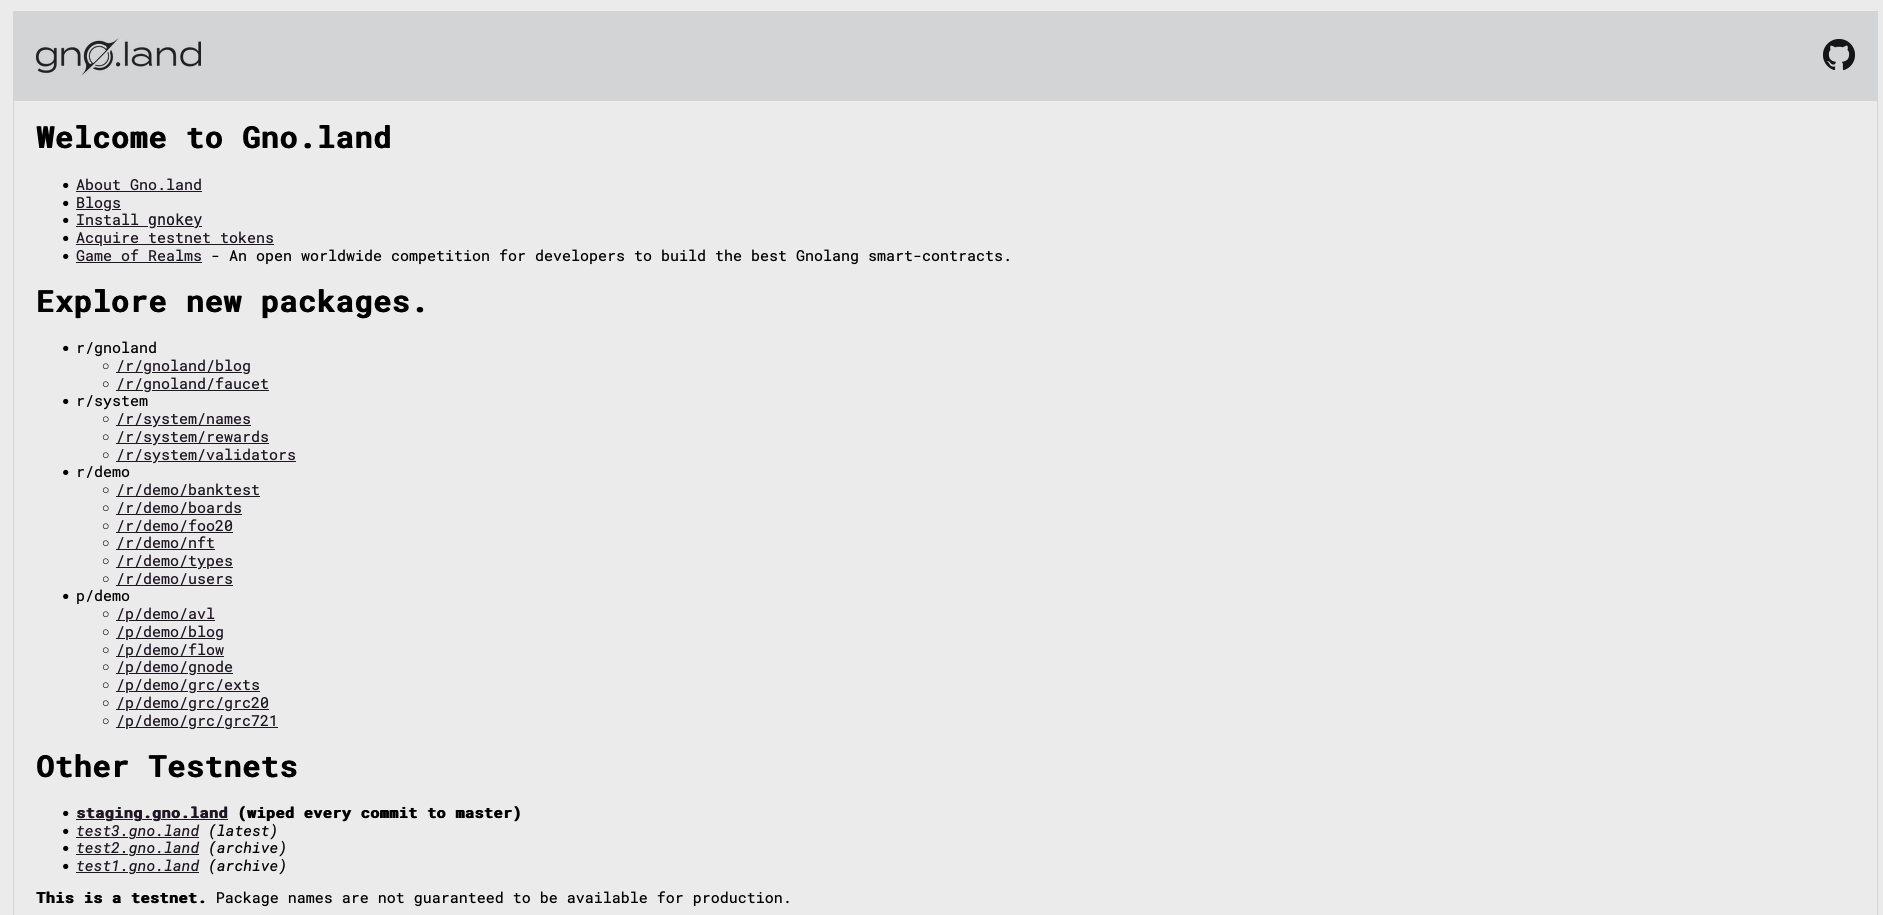 gno.land
Welcome to Gno.land
About Gno.land
Blogs
Install gnokey
Acquire testnet tokens
Game of Realms - An open worldwide competition for developers to build the best Gnolang smart-contracts.
Explore new packages.
r/gnoland
/r/gnoland/blog
/r/gnoland/faucet
r/system
/r/system/names
/r/system/rewards
/r/system/validators
r/demo
/r/demo/banktest
/r/demo/boards
/r/demo/foo20
/r/demo/nft
/r/demo/types
/r/demo/users
p/demo
/p/demo/avl
/p/demo/blog
/p/demo/flow
/p/demo/gnode
/p/demo/grc/exts
/p/demo/grc/grc20
/p/demo/grc/grc721
Other Testnets
staging.gno.land (wiped every commit to master)
test3.gno.land (latest)
test2.gno.land (archive)
test1.gno.land (archive)
This is a testnet. Package names are not guaranteed to be available for production.